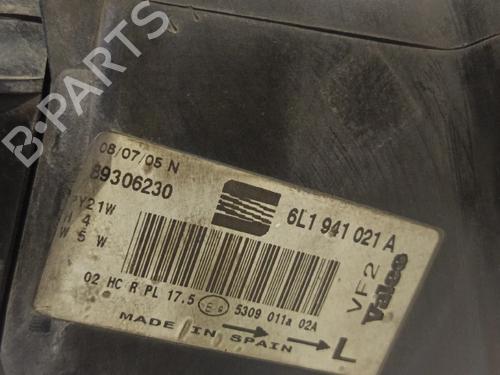 B-PARTS
08/07/05 N
89306230
6L1 941 021 A
PY21W
H 4
W 5 W
VF2
Valeo
02 HC R PL 17.5 E9 5309 011a 02A
MADE IN SPAIN L